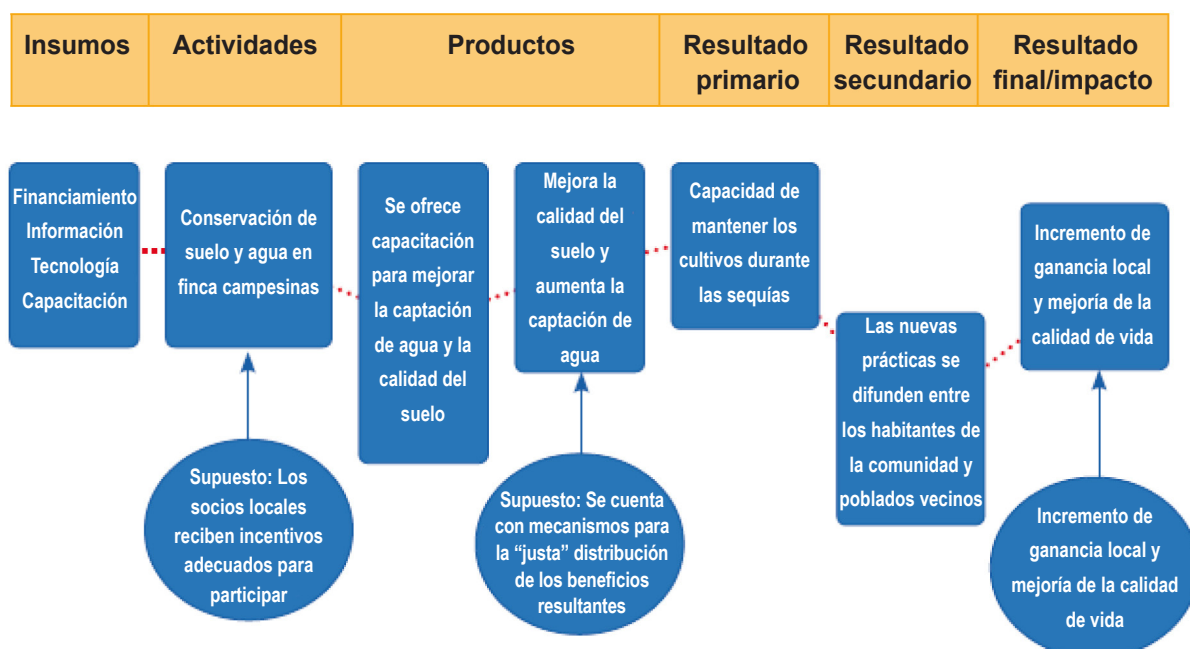 Insumos
Actividades
Productos
Resultado
primario
Resultado
secundario
Resultado
final/impacto
Financiamiento
Información
Tecnología
Capacitación
Conservación de
suelo y agua en
finca campesinas
Se ofrece
capacitación
para mejorar
la captación
de agua y la
calidad del
suelo
Mejora la
calidad del
suelo y
aumenta la
captación de
agua
Capacidad de
mantener los
cultivos durante
las sequías
Las nuevas
prácticas se
difunden entre
los habitantes de
la comunidad y
poblados vecinos
Incremento de
ganancia local
y mejoría de la
calidad de vida
Supuesto: Los
socios locales
reciben incentivos
adecuados para
participar
Supuesto: Se cuenta
con mecanismos para
la “justa” distribución
de los beneficios
resultantes
Incremento de
ganancia local y
mejoría de la calidad
de vida